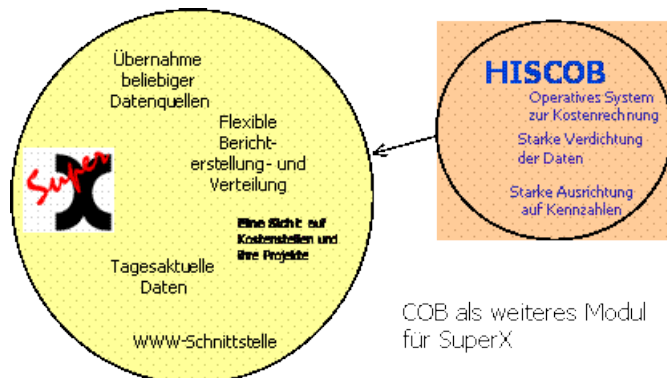 Übernahme
beliebiger
Datenquellen
Flexible
Bericht-
erstellung- und
Verteilung
Super X
Eine Sicht auf
Kostenstellen und
ihre Projekte
Tagesaktuelle
Daten
WWW-Schnittstelle
HISCOB
Operatives System
zur Kostenrechnung
Starke Verdichtung
der Daten
Starke Ausrichtung
auf Kennzahlen
COB als weiteres Modul
für SuperX